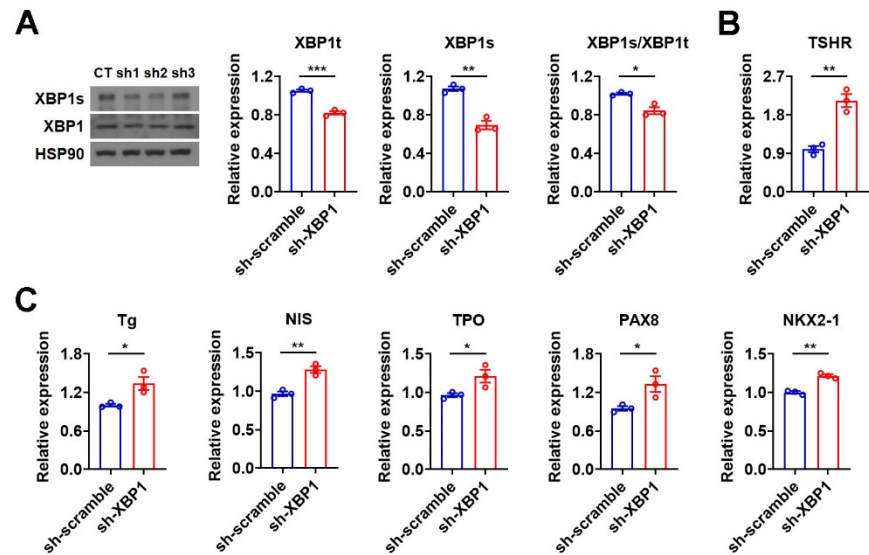 A
CT sh1 sh2 sh3
XBP1s
XBP1
HSP90
XBP1t
***
Relative expression
1.2
0.8
0.4
0.0
sh-scramble
sh-XBP1
XBP1s
**
Relative expression
1.2
0.8
0.4
0.0
sh-scramble
sh-XBP1
XBP1s/XBP1t
*
Relative expression
1.2
0.8
0.4
0.0
sh-scramble
sh-XBP1
B
TSHR
**
Relative expression
2.7
1.8
0.9
0.0
sh-scramble
sh-XBP1
C
Tg
*
Relative expression
1.8
1.2
0.6
0.0
sh-scramble
sh-XBP1
NIS
**
Relative expression
1.5
1.0
0.5
0.0
sh-scramble
sh-XBP1
TPO
*
Relative expression
1.8
1.2
0.6
0.0
sh-scramble
sh-XBP1
PAX8
*
Relative expression
1.8
1.2
0.6
0.0
sh-scramble
sh-XBP1
NKX2-1
**
Relative expression
1.5
1.0
0.5
0.0
sh-scramble
sh-XBP1